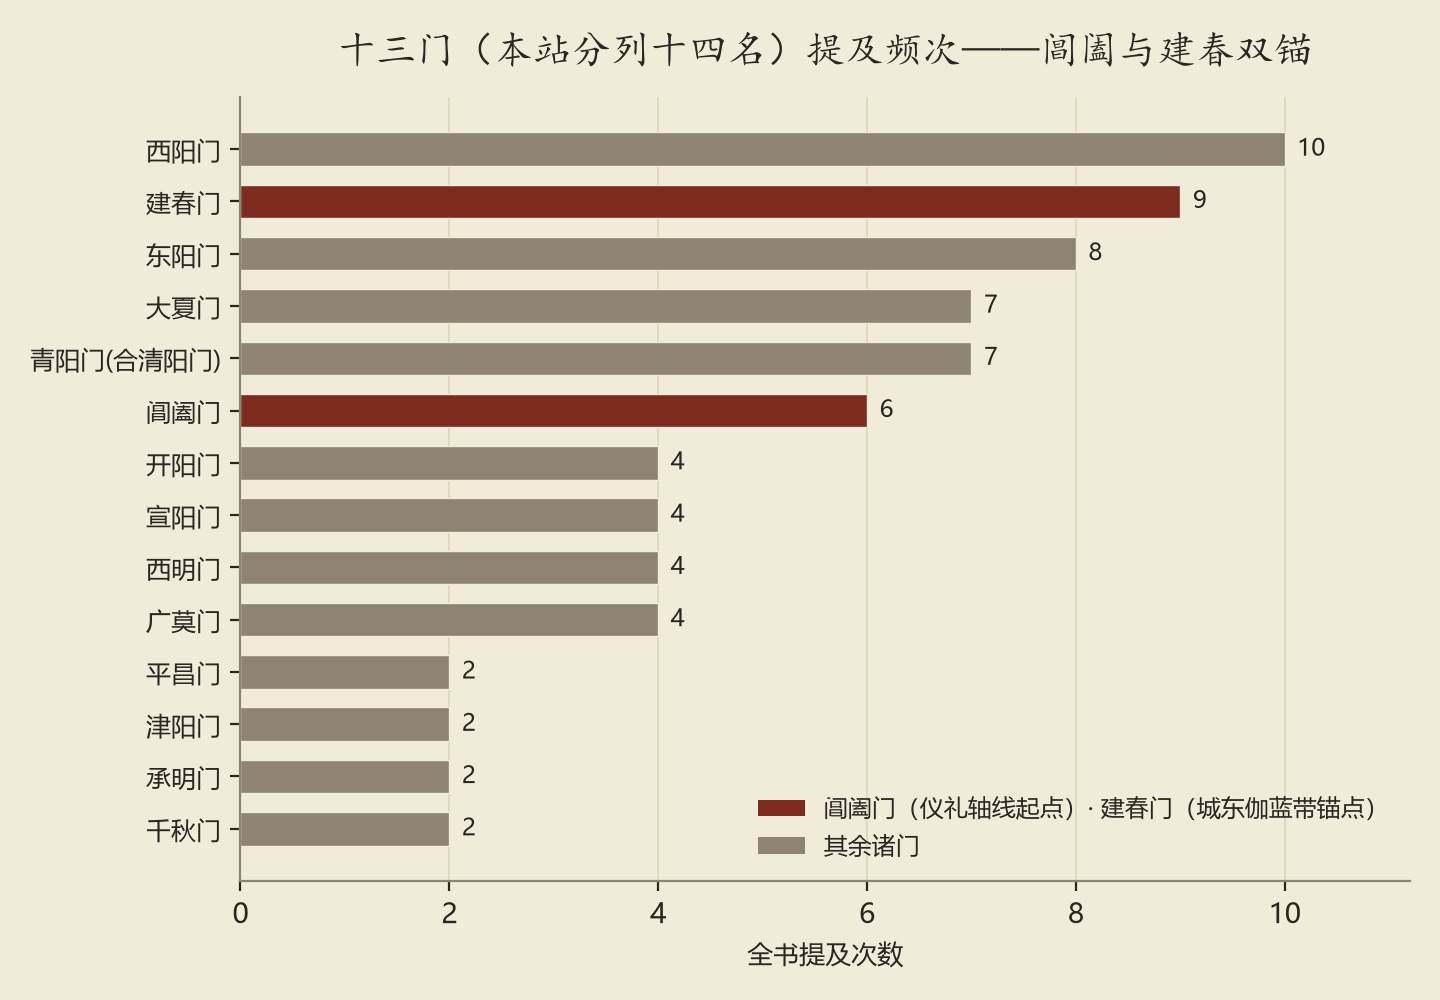 十三门（本站分列十四名）提及频次——阊阖与建春双锚
西阳门 10
建春门 9
东阳门 8
大夏门 7
青阳门(合清阳门) 7
阊阖门 6
开阳门 4
宣阳门 4
西明门 4
广莫门 4
平昌门 2
津阳门 2
承明门 2
千秋门 2
阊阖门（仪礼轴线起点）· 建春门（城东伽蓝带锚点）
其余诸门
0 2 4 6 8 10
全书提及次数